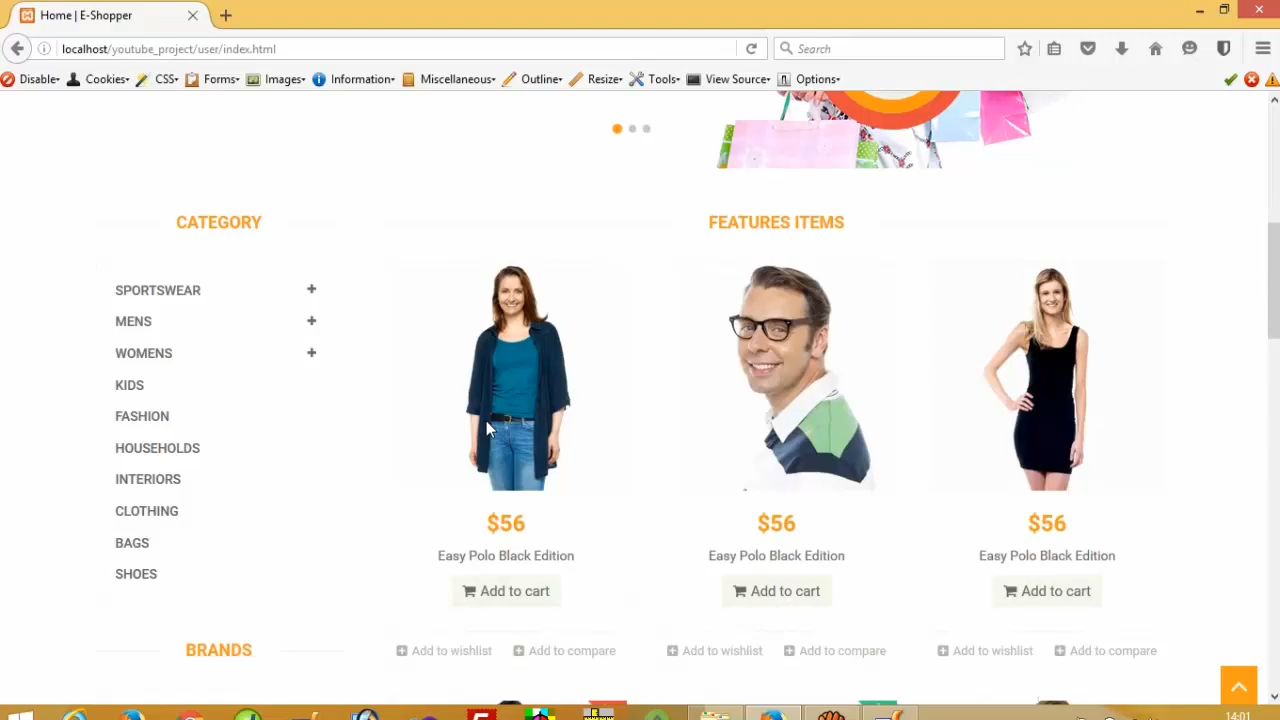 Home | E-Shopper
localhost/youtube_project/user/index.html
Search
Disable
Cookies
CSS
Forms
Images
Information
Miscellaneous
Outline
Resize
Tools
View Source
Options
CATEGORY
FEATURES ITEMS
SPORTSWEAR
MENS
WOMENS
KIDS
FASHION
HOUSEHOLDS
INTERIORS
CLOTHING
BAGS
SHOES
$56
$56
$56
Easy Polo Black Edition
Easy Polo Black Edition
Easy Polo Black Edition
Add to cart
Add to cart
Add to cart
BRANDS
Add to wishlist
Add to compare
Add to wishlist
Add to compare
Add to wishlist
Add to compare
14:01